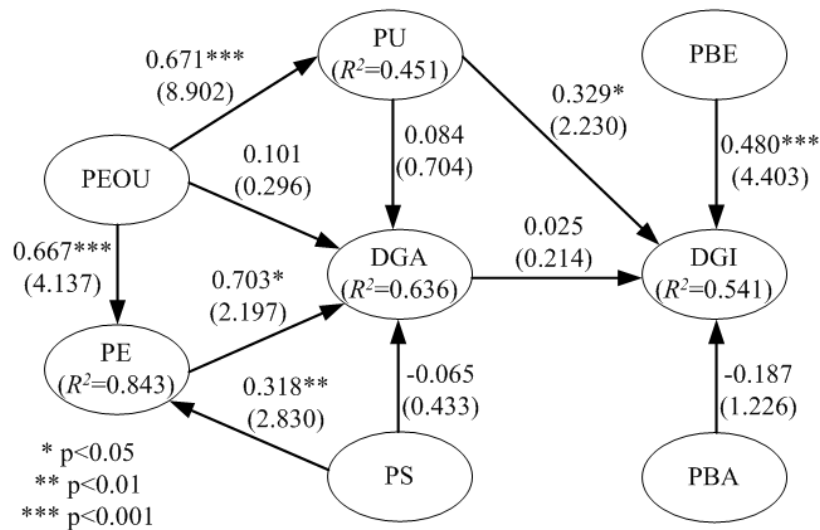 PU
(R²=0.451)
PBE
0.671***
(8.902)
0.329*
(2.230)
0.084
(0.704)
0.480***
(4.403)
PEOU
0.101
(0.296)
0.667***
(4.137)
DGA
(R²=0.636)
0.025
(0.214)
DGI
(R²=0.541)
0.703*
(2.197)
PE
(R²=0.843)
0.318**
(2.830)
-0.065
(0.433)
-0.187
(1.226)
PS
PBA
* p<0.05
** p<0.01
*** p<0.001